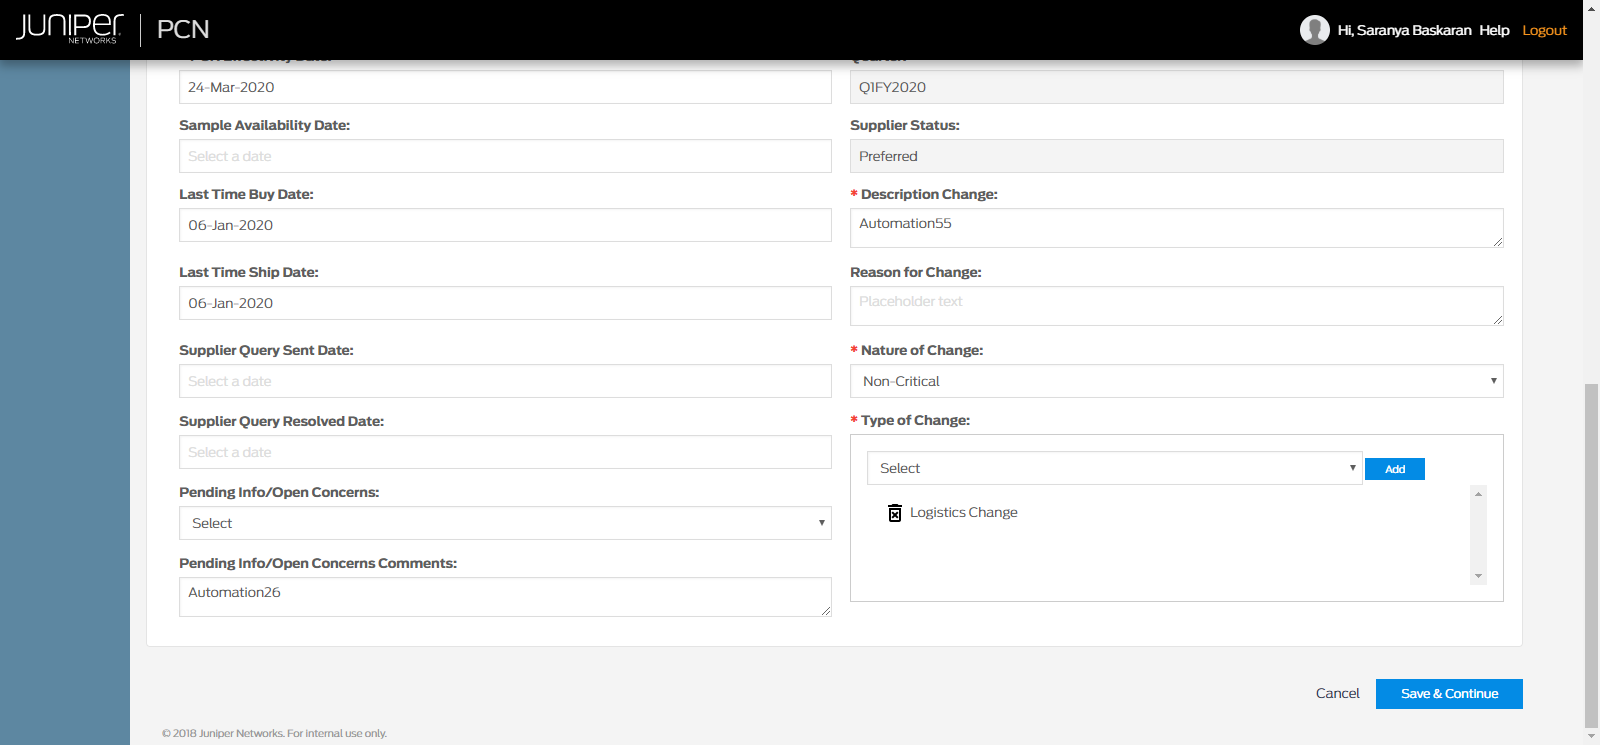 JUNIPER
NETWORKS
PCN
Hi, Saranya Baskaran Help Logout
24-Mar-2020
Q1FY2020
Sample Availability Date:
Supplier Status:
Select a date
Preferred
Last Time Buy Date:
* Description Change:
06-Jan-2020
Automation55
Last Time Ship Date:
Reason for Change:
06-Jan-2020
Placeholder text
Supplier Query Sent Date:
* Nature of Change:
Select a date
Non-Critical
Supplier Query Resolved Date:
* Type of Change:
Select a date
Select
Add
Pending Info/Open Concerns:
Logistics Change
Select
Pending Info/Open Concerns Comments:
Automation26
Cancel
Save & Continue
© 2018 Juniper Networks. For internal use only.